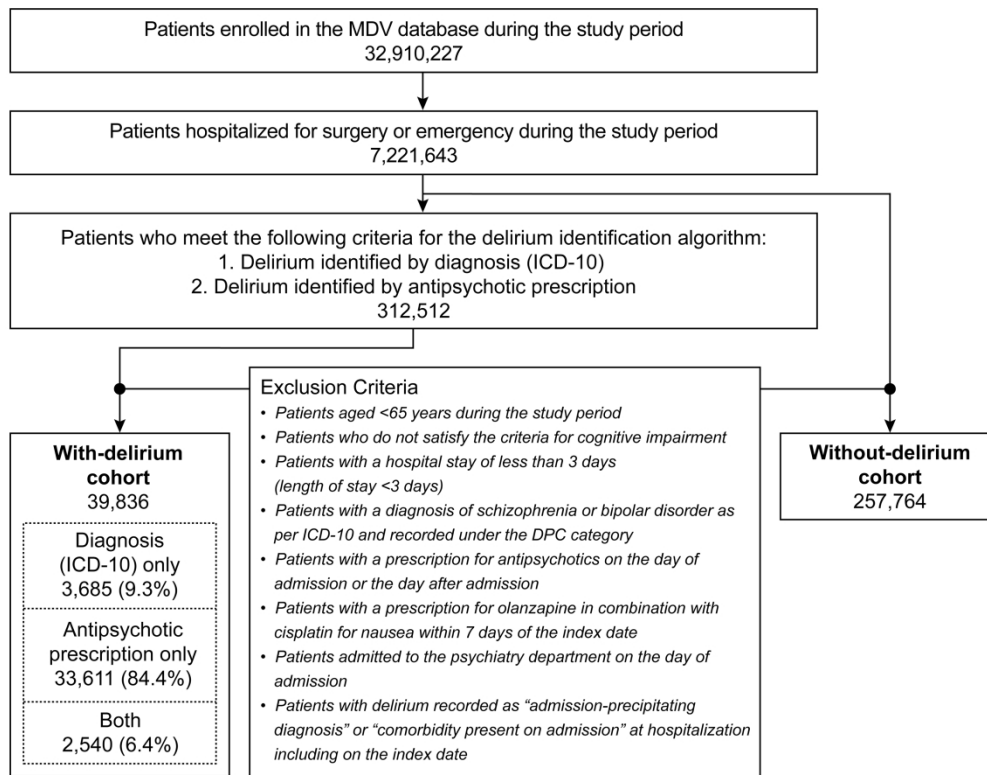 Patients enrolled in the MDV database during the study period
32,910,227
Patients hospitalized for surgery or emergency during the study period
7,221,643
Patients who meet the following criteria for the delirium identification algorithm:
1. Delirium identified by diagnosis (ICD-10)
2. Delirium identified by antipsychotic prescription
312,512
With-delirium
cohort
39,836
Diagnosis
(ICD-10) only
3,685 (9.3%)
Antipsychotic
prescription only
33,611 (84.4%)
Both
2,540 (6.4%)
Exclusion Criteria
• Patients aged <65 years during the study period
• Patients who do not satisfy the criteria for cognitive impairment
• Patients with a hospital stay of less than 3 days
(length of stay <3 days)
• Patients with a diagnosis of schizophrenia or bipolar disorder as
per ICD-10 and recorded under the DPC category
• Patients with a prescription for antipsychotics on the day of
admission or the day after admission
• Patients with a prescription for olanzapine in combination with
cisplatin for nausea within 7 days of the index date
• Patients admitted to the psychiatry department on the day of
admission
• Patients with delirium recorded as “admission-precipitating
diagnosis” or “comorbidity present on admission” at hospitalization
including on the index date
Without-delirium
cohort
257,764